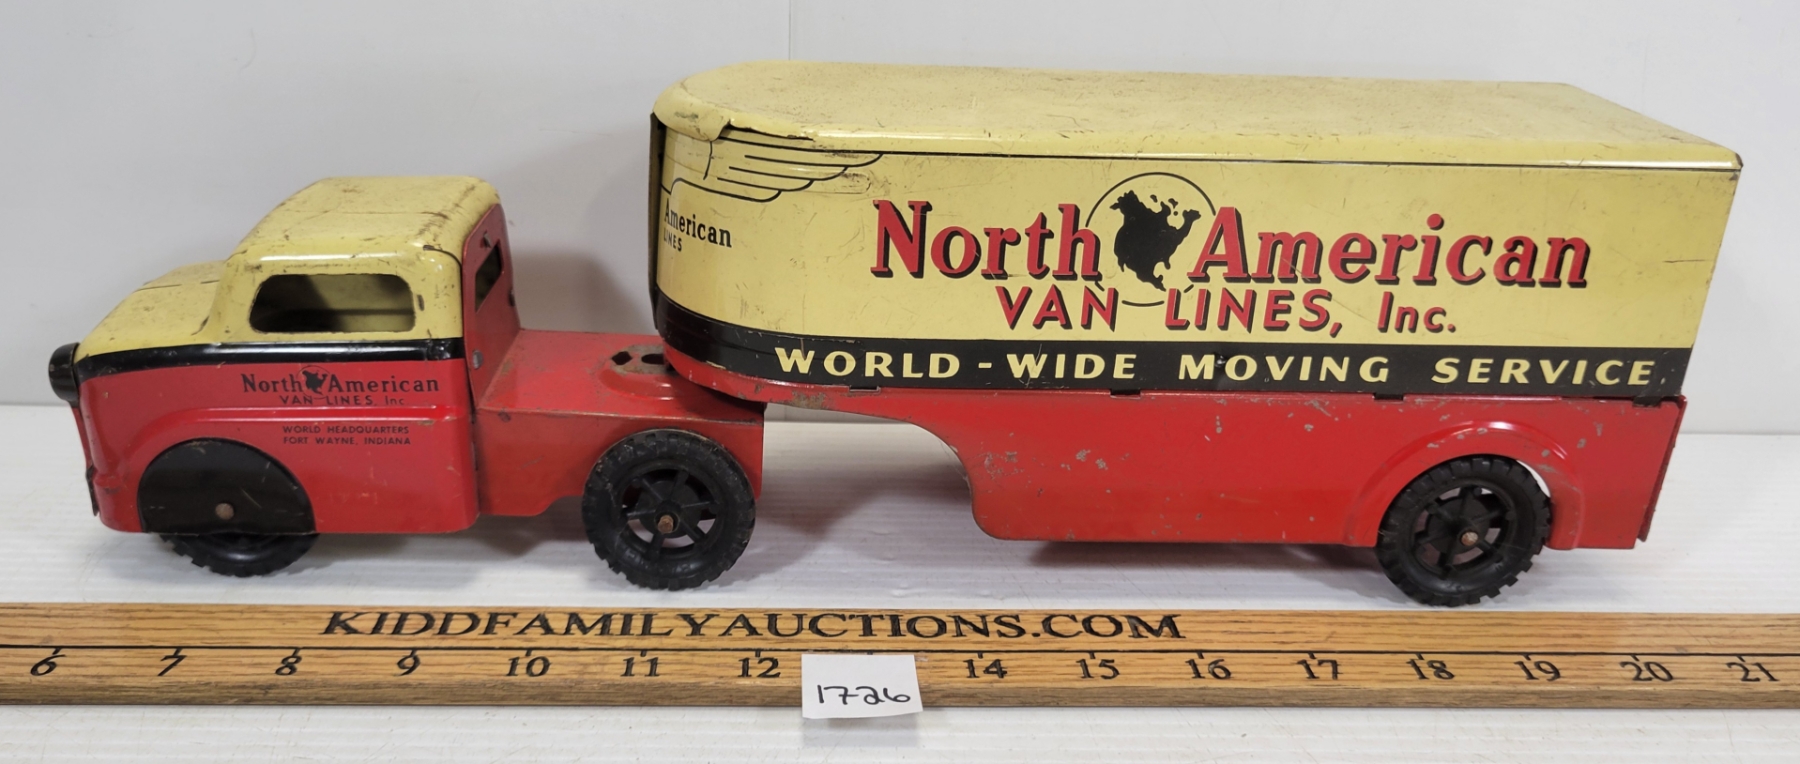 North American
VAN LINES, Inc.
WORLD-WIDE MOVING SERVICE
American
LINES
North American
VAN LINES, Inc.
WORLD HEADQUARTERS
FORT WAYNE, INDIANA
KIDDFAMILYAUCTIONS.COM
6 7 8 9 10 11 12 14 15 16 17 18 19 20 21
1726